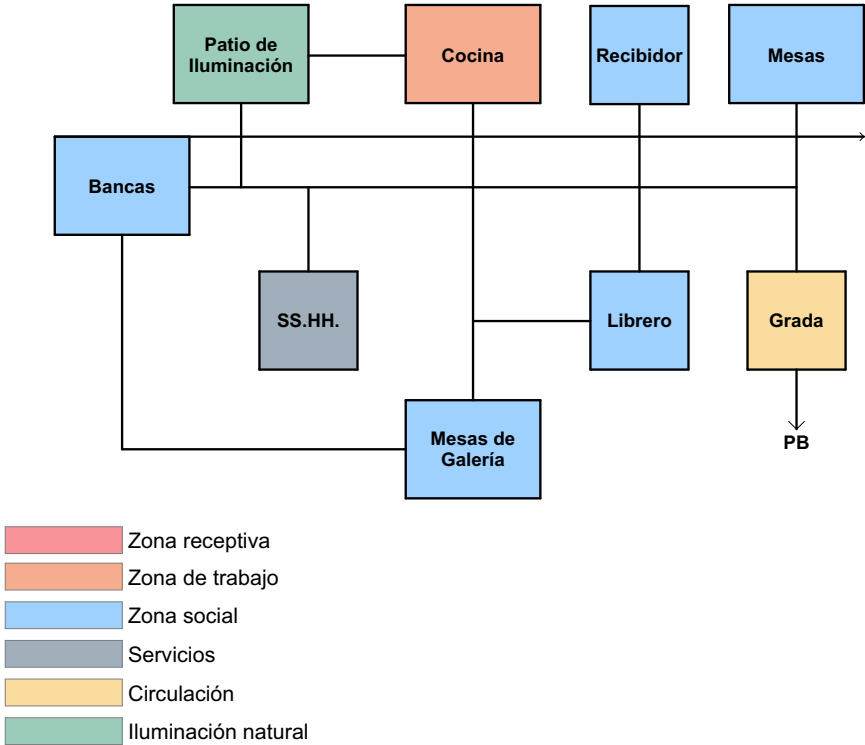 Patio de
Iluminación
Cocina
Recibidor
Mesas
Bancas
SS.HH.
Librero
Grada
Mesas de
Galería
PB
Zona receptiva
Zona de trabajo
Zona social
Servicios
Circulación
Iluminación natural